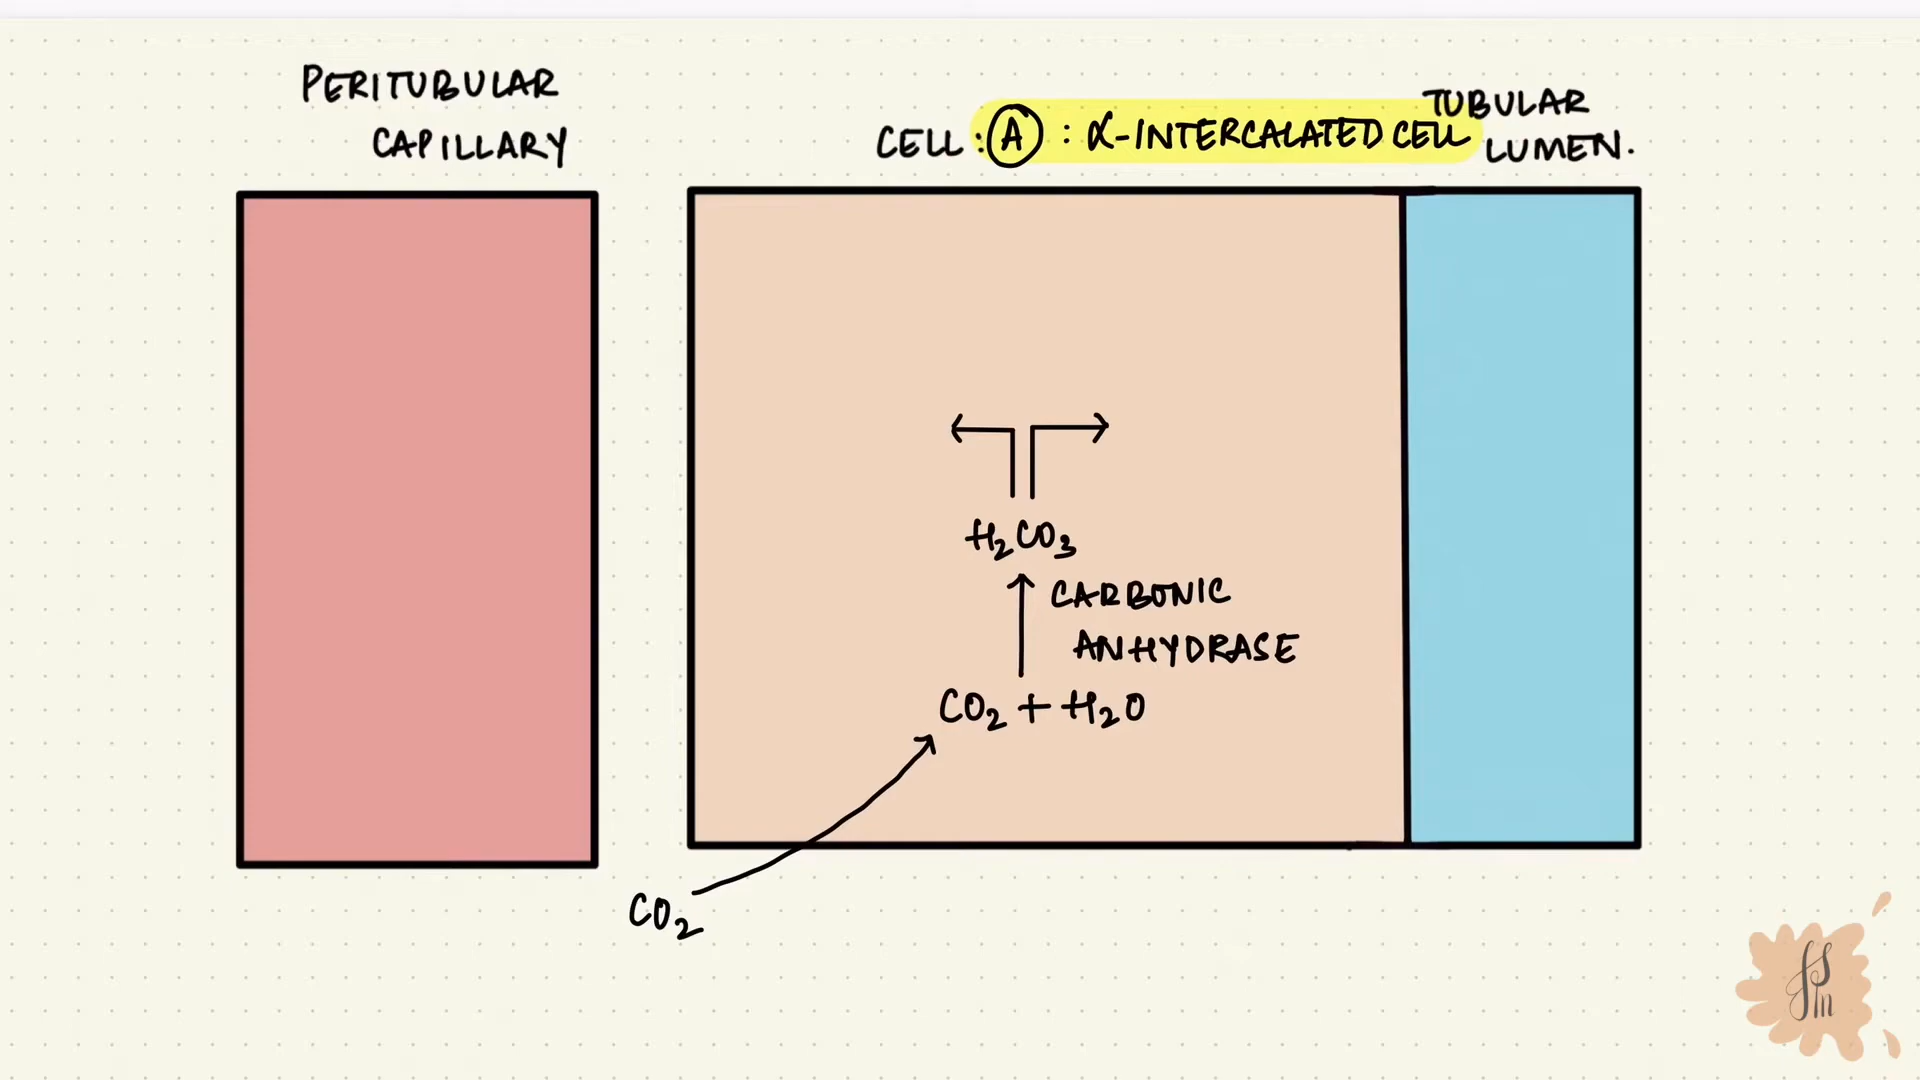 PERITUBULAR
CAPILLARY
CELL : A : α-INTERCALATED CELL
TUBULAR
LUMEN.
H₂CO₃
CARBONIC
ANHYDRASE
CO₂ + H₂O
CO₂